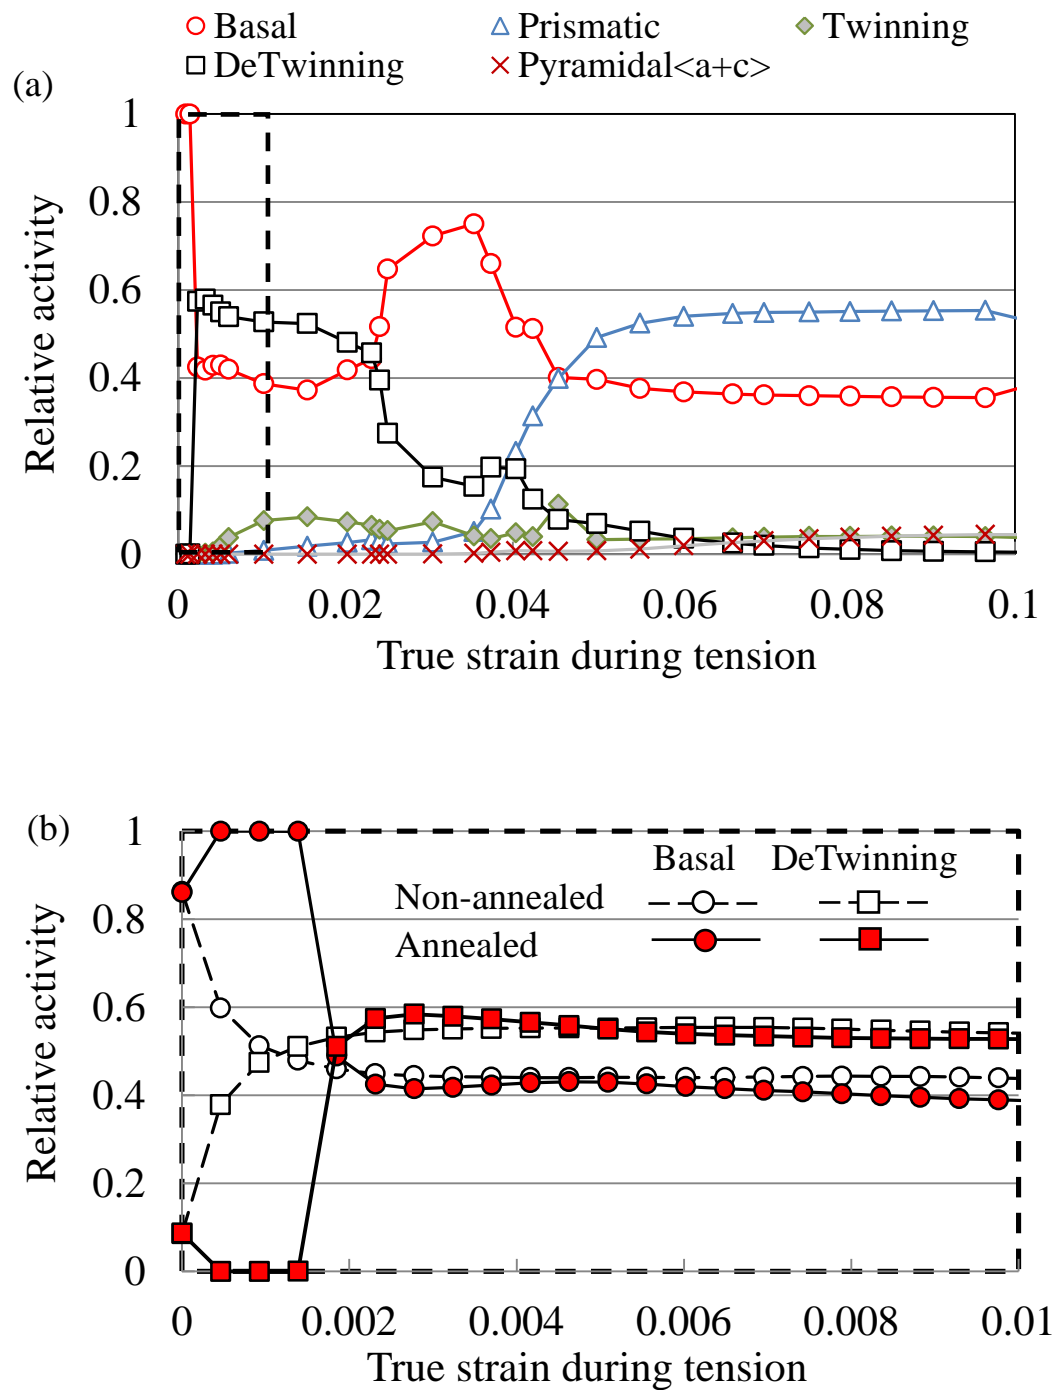 Basal Prismatic Twinning
DeTwinning Pyramidal<a+c>
(a)
1
0.8
0.6
0.4
0.2
0
Relative activity
0 0.02 0.04 0.06 0.08 0.1
True strain during tension
(b)
1
0.8
0.6
0.4
0.2
0
Relative activity
Basal DeTwinning
Non-annealed
Annealed
0 0.002 0.004 0.006 0.008 0.01
True strain during tension